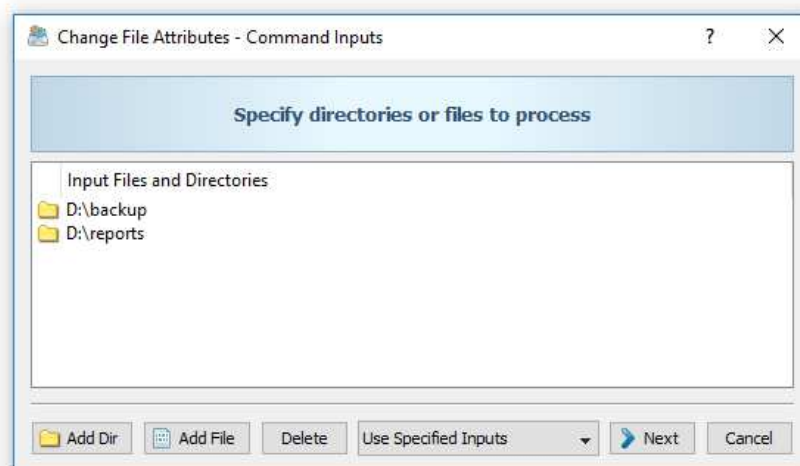 Change File Attributes - Command Inputs ?
Specify directories or files to process
Input Files and Directories
D:\backup
D:\reports
Add Dir Add File Delete Use Specified Inputs Next Cancel